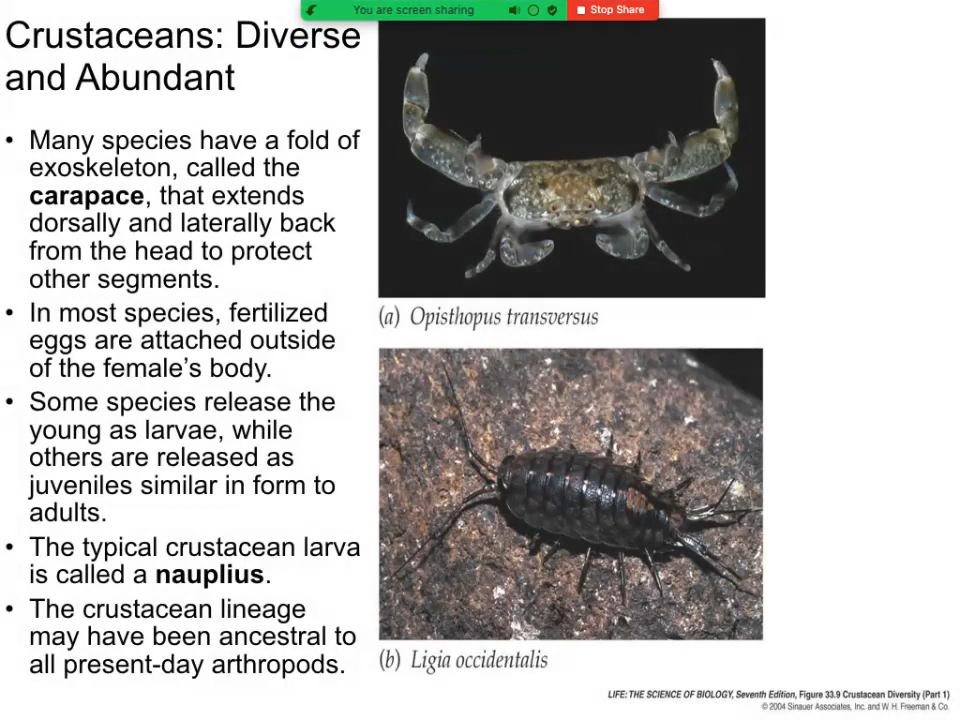 You are screen sharing
Stop Share
Crustaceans: Diverse
and Abundant
• Many species have a fold of
exoskeleton, called the
carapace, that extends
dorsally and laterally back
from the head to protect
other segments.
• In most species, fertilized
eggs are attached outside
of the female’s body.
• Some species release the
young as larvae, while
others are released as
juveniles similar in form to
adults.
• The typical crustacean larva
is called a nauplius.
• The crustacean lineage
may have been ancestral to
all present-day arthropods.
(a) Opisthopus transversus
(b) Ligia occidentalis
LIFE: THE SCIENCE OF BIOLOGY, Seventh Edition, Figure 33.9 Crustacean Diversity (Part 1)
© 2004 Sinauer Associates, Inc. and W. H. Freeman & Co.